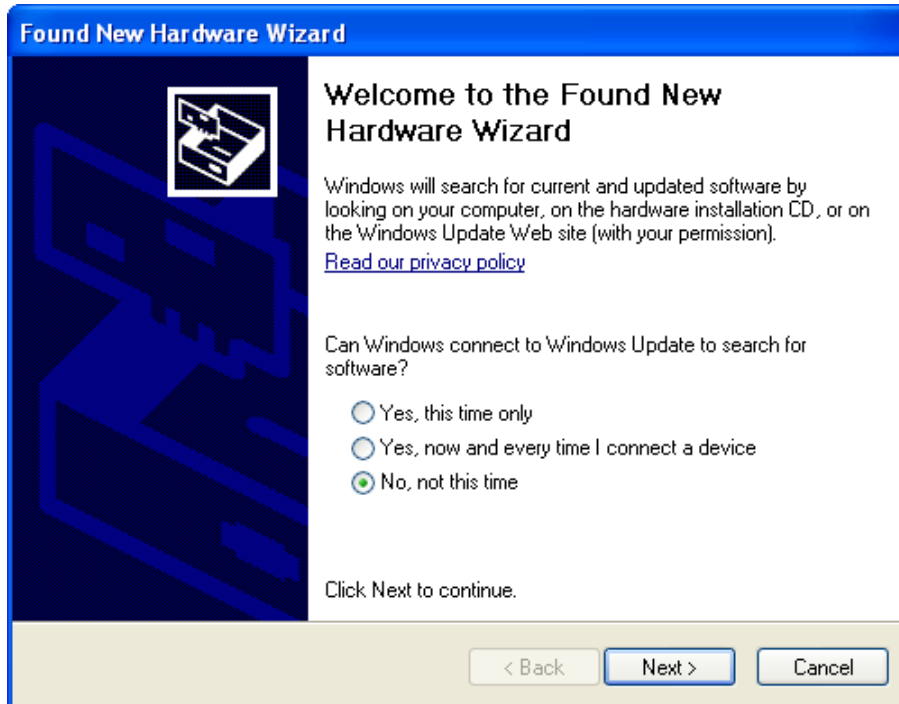 Found New Hardware Wizard
Welcome to the Found New
Hardware Wizard
Windows will search for current and updated software by
looking on your computer, on the hardware installation CD, or on
the Windows Update Web site (with your permission).
Read our privacy policy
Can Windows connect to Windows Update to search for
software?
Yes, this time only
Yes, now and every time I connect a device
No, not this time
Click Next to continue.
< Back Next > Cancel